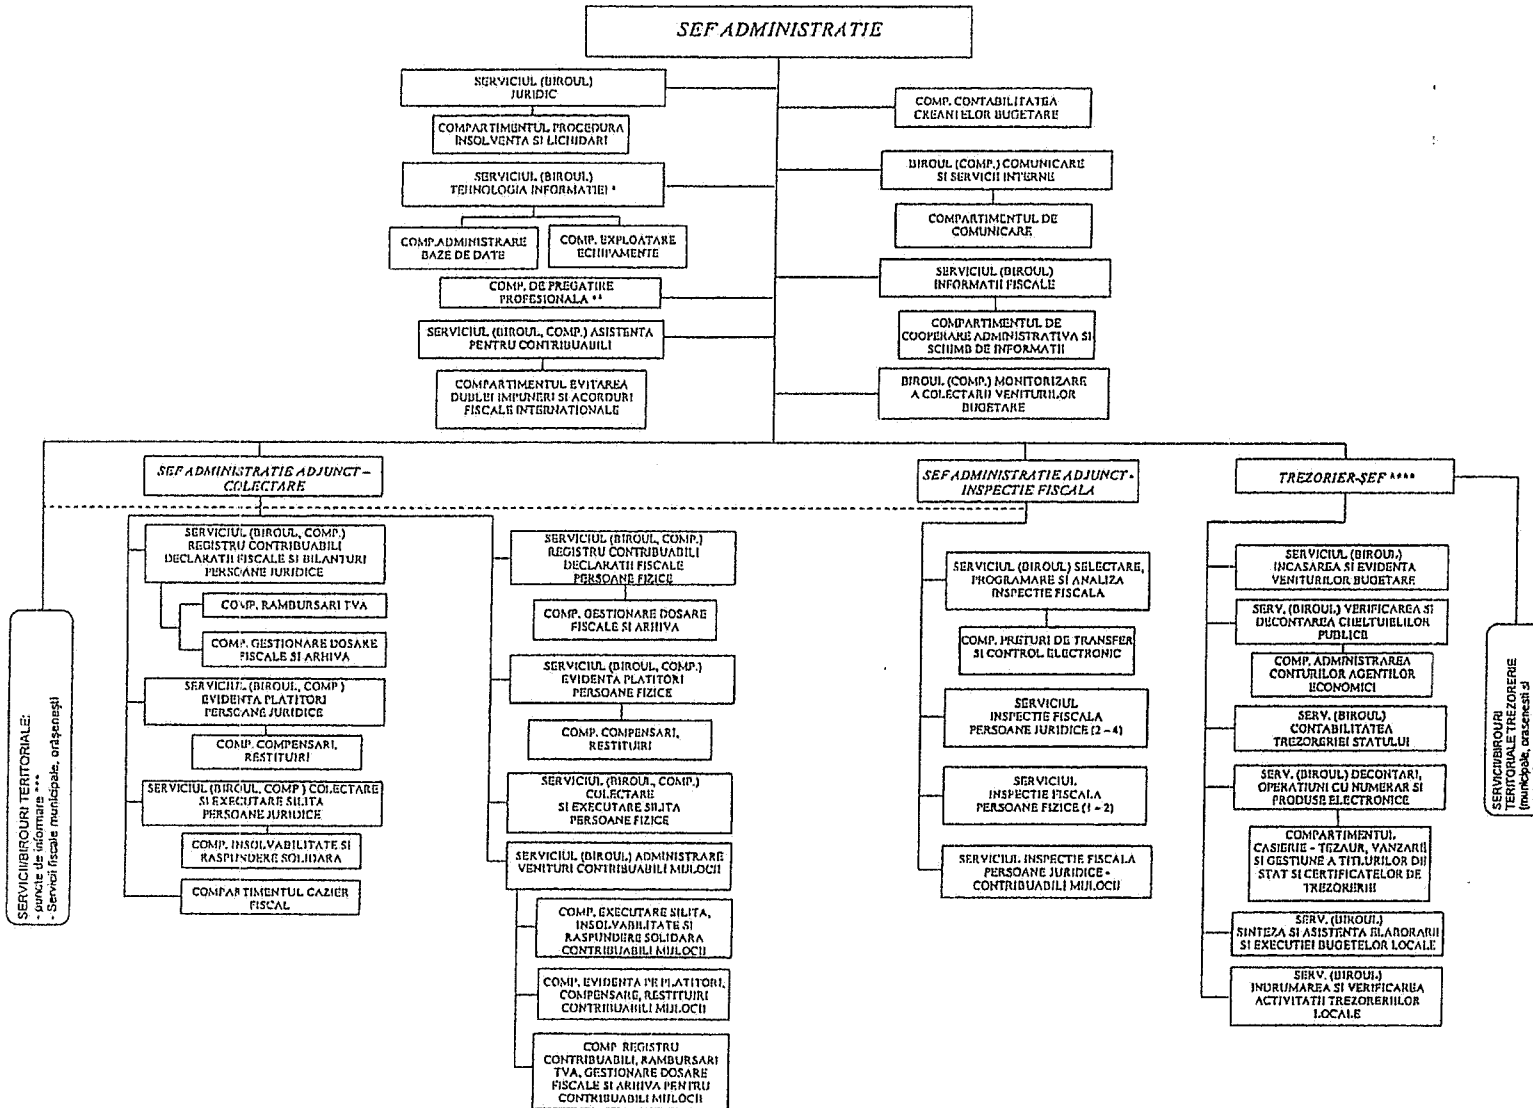 SEF ADMINISTRATIE
SERVICIUL (BIROUL)
JURIDIC
COMPARTIMENTUL PROCEDURA
INSOLVENTA SI LICHIDARI
SERVICIUL (BIROUL)
TEHNOLOGIA INFORMATIEI *
COMP.ADMINISTRARE
BAZE DE DATE
COMP. EXPLOATARE
ECHIPAMENTE
COMP. DE PREGATIRE
PROFESIONALA **
SERVICIUL (BIROUL, COMP.) ASISTENTA
PENTRU CONTRIBUABILI
COMPARTIMENTUL EVITAREA
DUBLEI IMPUNERI SI ACORDURI
FISCALE INTERNATIONALE
COMP. CONTABILITATEA
CREANTELOR BUGETARE
BIROUL (COMP.) COMUNICARE
SI SERVICII INTERNE
COMPARTIMENTUL DE
COMUNICARE
SERVICIUL (BIROUL)
INFORMATII FISCALE
COMPARTIMENTUL DE
COOPERARE ADMINISTRATIVA SI
SCHIMB DE INFORMATII
BIROUL (COMP.) MONITORIZARE
A COLECTARII VENITURILOR
BUGETARE
SEF ADMINISTRATIE ADJUNCT –
COLECTARE
SERVICIUL (BIROUL, COMP.)
REGISTRU CONTRIBUABILI
DECLARATII FISCALE SI BILANTURI
PERSOANE JURIDICE
COMP. RAMBURSARI TVA
COMP. GESTIONARE DOSARE
FISCALE SI ARHIVA
SERVICIUL (BIROUL, COMP.)
EVIDENTA PLATITORI
PERSOANE JURIDICE
COMP. COMPENSARI,
RESTITUIRI
SERVICIUL (BIROUL, COMP.) COLECTARE
SI EXECUTARE SILITA
PERSOANE JURIDICE
COMP. INSOLVABILITATE SI
RASPUNDERE SOLIDARA
COMPARTIMENTUL CAZIER
FISCAL
SERVICIUL (BIROUL, COMP.)
REGISTRU CONTRIBUABILI
DECLARATII FISCALE
PERSOANE FIZICE
COMP. GESTIONARE DOSARE
FISCALE SI ARHIVA
SERVICIUL (BIROUL, COMP.)
EVIDENTA PLATITORI
PERSOANE FIZICE
COMP. COMPENSARI,
RESTITUIRI
SERVICIUL (BIROUL, COMP.)
COLECTARE
SI EXECUTARE SILITA
PERSOANE FIZICE
SERVICIUL (BIROUL) ADMINISTRARE
VENITURI CONTRIBUABILI MIJLOCII
COMP. EXECUTARE SILITA,
INSOLVABILITATE SI
RASPUNDERE SOLIDARA
CONTRIBUABILI MIJLOCII
COMP. EVIDENTA PE PLATITORI,
COMPENSARE, RESTITUIRI
CONTRIBUABILI MIJLOCII
COMP REGISTRU
CONTRIBUABILI, RAMBURSARI
TVA, GESTIONARE DOSARE
FISCALE SI ARHIVA PENTRU
CONTRIBUABILI MIJLOCII
SEF ADMINISTRATIE ADJUNCT -
INSPECTIE FISCALA
SERVICIUL (BIROUL) SELECTARE,
PROGRAMARE SI ANALIZA
INSPECTIE FISCALA
COMP. PRETURI DE TRANSFER
SI CONTROL ELECTRONIC
SERVICIUL
INSPECTIE FISCALA
PERSOANE JURIDICE (2 – 4)
SERVICIUL
INSPECTIE FISCALA
PERSOANE FIZICE (1 – 2)
SERVICIUL INSPECTIE FISCALA
PERSOANE JURIDICE -
CONTRIBUABILI MIJLOCII
TREZORIER-ȘEF ****
SERVICIUL (BIROUL)
INCASAREA SI EVIDENTA
VENITURILOR BUGETARE
SERV. (BIROUL) VERIFICAREA SI
DECONTAREA CHELTUIELILOR
PUBLICE
COMP. ADMINISTRAREA
CONTURILOR AGENTILOR
ECONOMICI
SERV. (BIROUL)
CONTABILITATEA
TREZORERIEI STATULUI
SERV. (BIROUL) DECONTARI,
OPERATIUNI CU NUMERAR SI
PRODUSE ELECTRONICE
COMPARTIMENTUL
CASIERIE – TEZAUR, VANZARII
SI GESTIUNE A TITLURILOR DE
STAT SI CERTIFICATELOR DE
TREZORERIE
SERV. (BIROUL)
SINTEZA SI ASISTENTA ELABORARII
SI EXECUTIEI BUGETELOR LOCALE
SERV. (BIROUL)
INDRUMAREA SI VERIFICAREA
ACTIVITATII TREZORERIILOR
LOCALE
SERVICII/BIROURI TERITORIALE:
- puncte de informare ***
- Servicii fiscale municipale, orășenești
SERVICII/BIROURI
TERITORIALE TREZORERIE
(municipale, orasenesti si